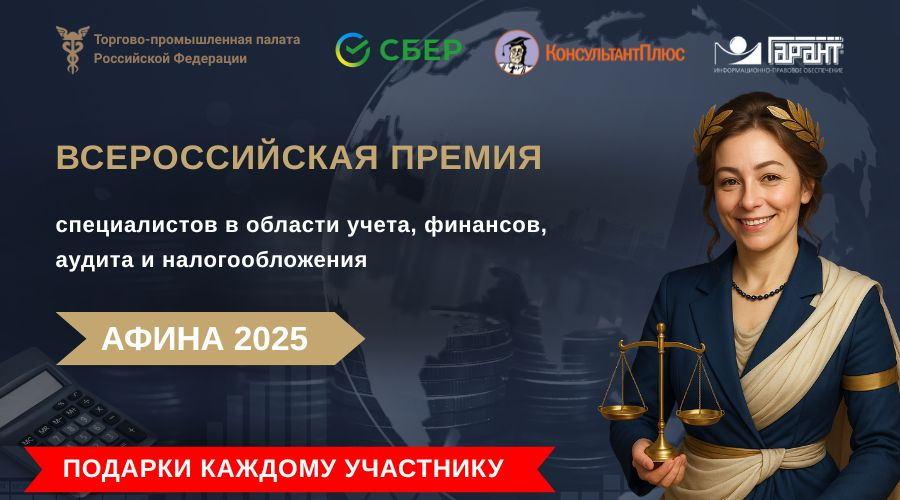 Торгово-промышленная палата
Российской Федерации
СБЕР
КонсультантПлюс
ГАРАНТ
ИНФОРМАЦИОННО-ПРАВОВОЕ ОБЕСПЕЧЕНИЕ
ВСЕРОССИЙСКАЯ ПРЕМИЯ
специалистов в области учета, финансов,
аудита и налогообложения
АФИНА 2025
ПОДАРКИ КАЖДОМУ УЧАСТНИКУ